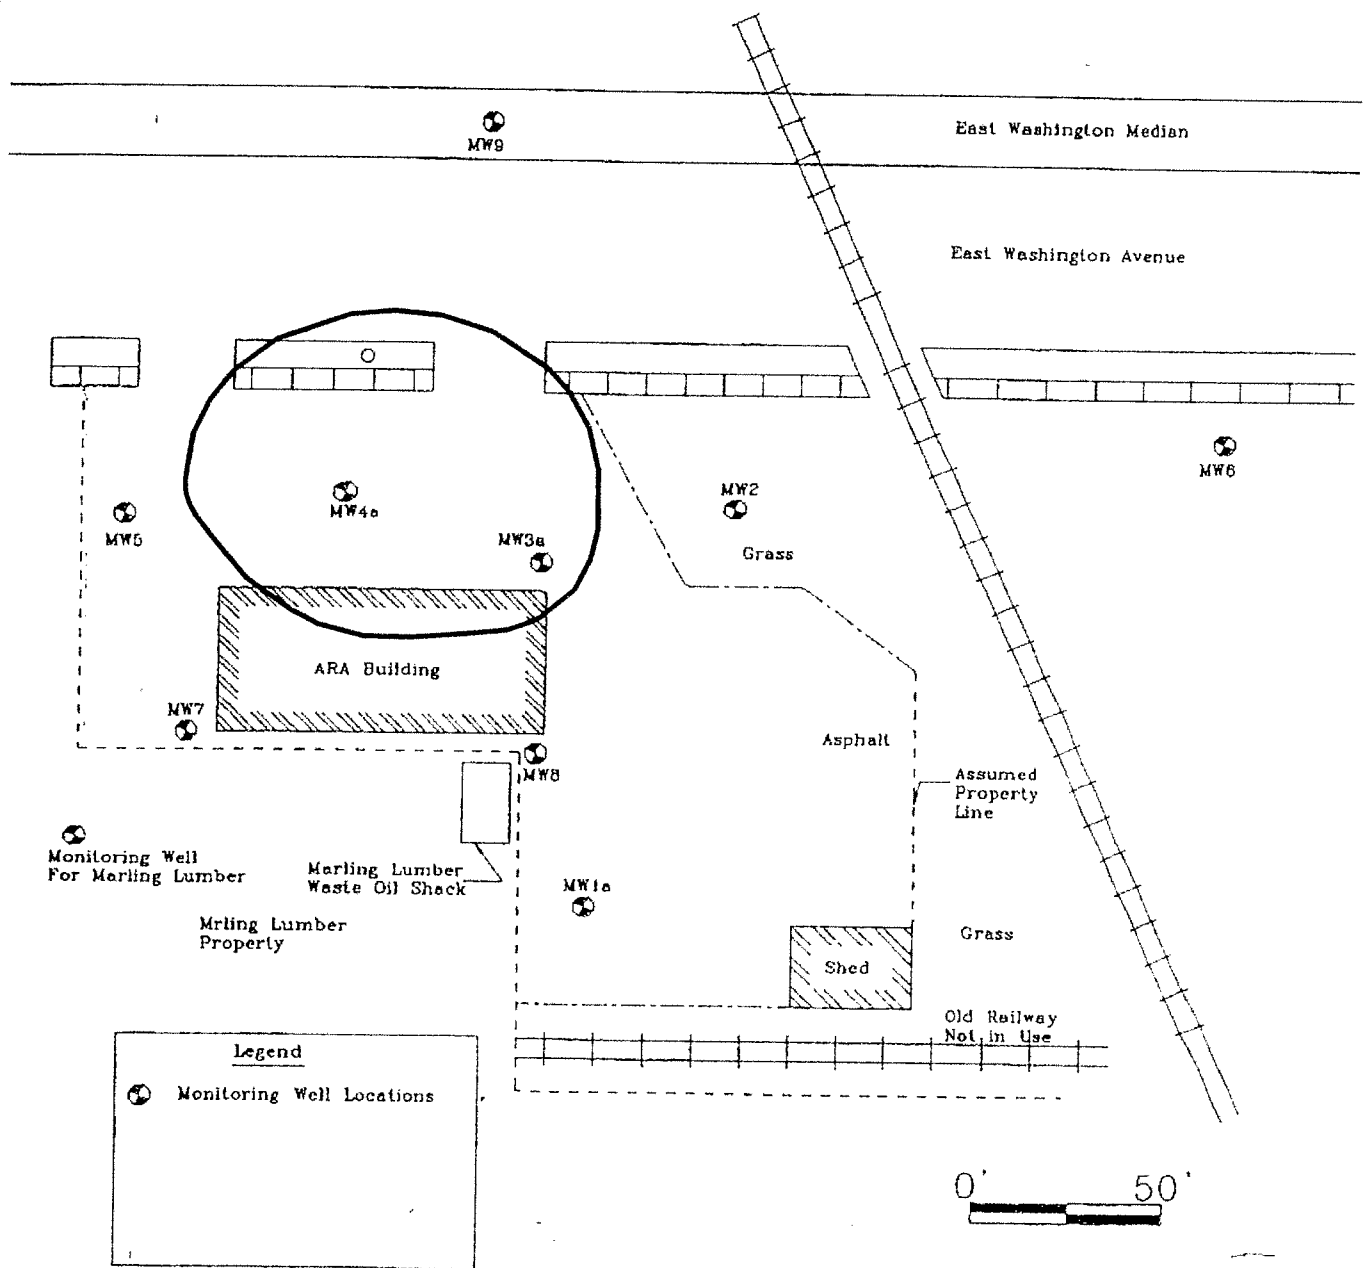 East Washington Median
MW9
East Washington Avenue
MW6
MW2
MW4a
MW5
MW3a
Grass
ARA Building
MW7
Asphalt
MW8
Assumed
Property
Line
Monitoring Well
For Marling Lumber
Marling Lumber
Waste Oil Shack
MW1a
Mrling Lumber
Property
Grass
Shed
Old Railway
Not in Use
Legend
Monitoring Well Locations
0' 50'